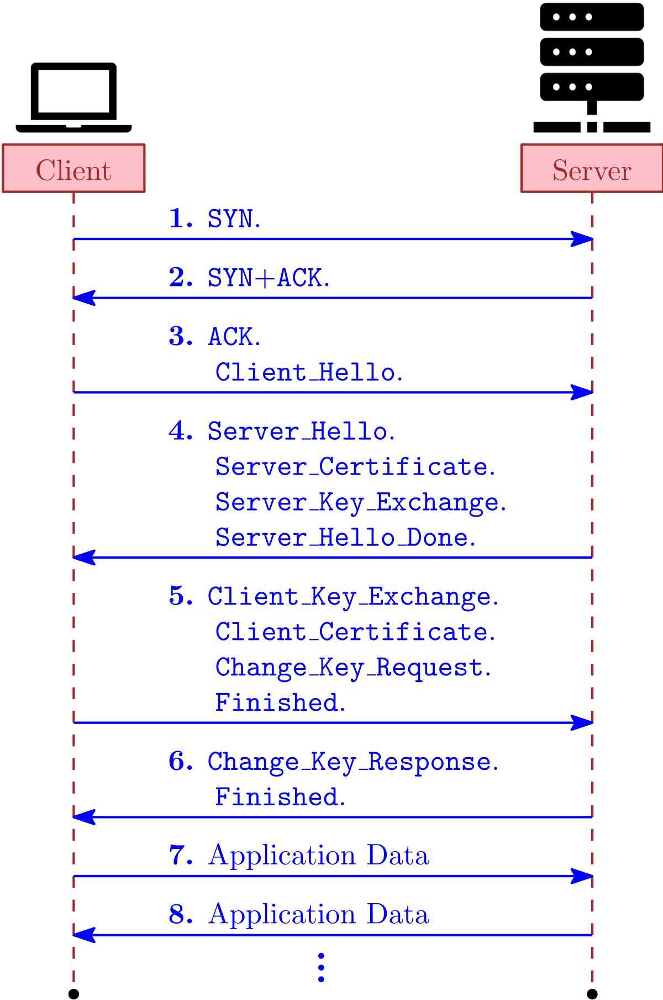 Client
Server
1. SYN.
2. SYN+ACK.
3. ACK.
Client_Hello.
4. Server_Hello.
Server_Certificate.
Server_Key_Exchange.
Server_Hello_Done.
5. Client_Key_Exchange.
Client_Certificate.
Change_Key_Request.
Finished.
6. Change_Key_Response.
Finished.
7. Application Data
8. Application Data